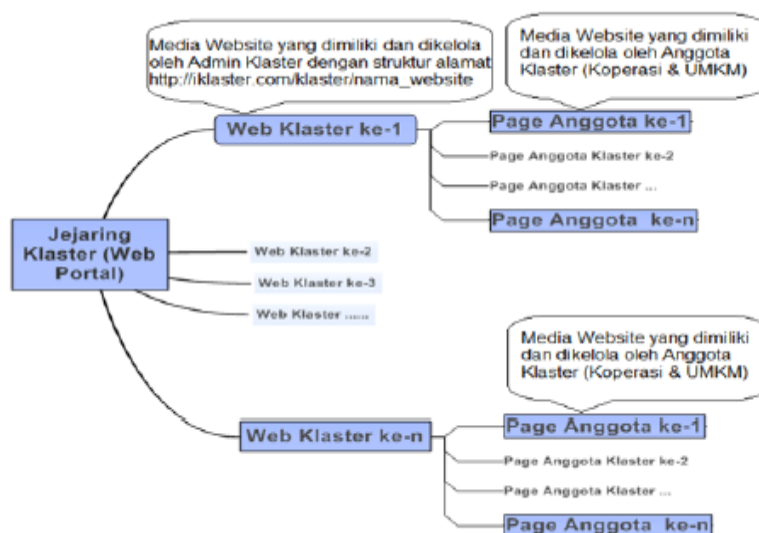 Media Website yang dimiliki dan dikelola
oleh Admin Klaster dengan struktur alamat
http://iklaster.com/klaster/nama_website
Media Website yang dimiliki
dan dikelola oleh Anggota
Klaster (Koperasi & UMKM)
Web Klaster ke-1
Page Anggota ke-1
Page Anggota Klaster ke-2
Page Anggota Klaster ...
Page Anggota ke-n
Jejaring
Klaster (Web
Portal)
Web Klaster ke-2
Web Klaster ke-3
Web Klaster ......
Media Website yang dimiliki
dan dikelola oleh Anggota
Klaster (Koperasi & UMKM)
Web Klaster ke-n
Page Anggota ke-1
Page Anggota Klaster ke-2
Page Anggota Klaster ...
Page Anggota ke-n